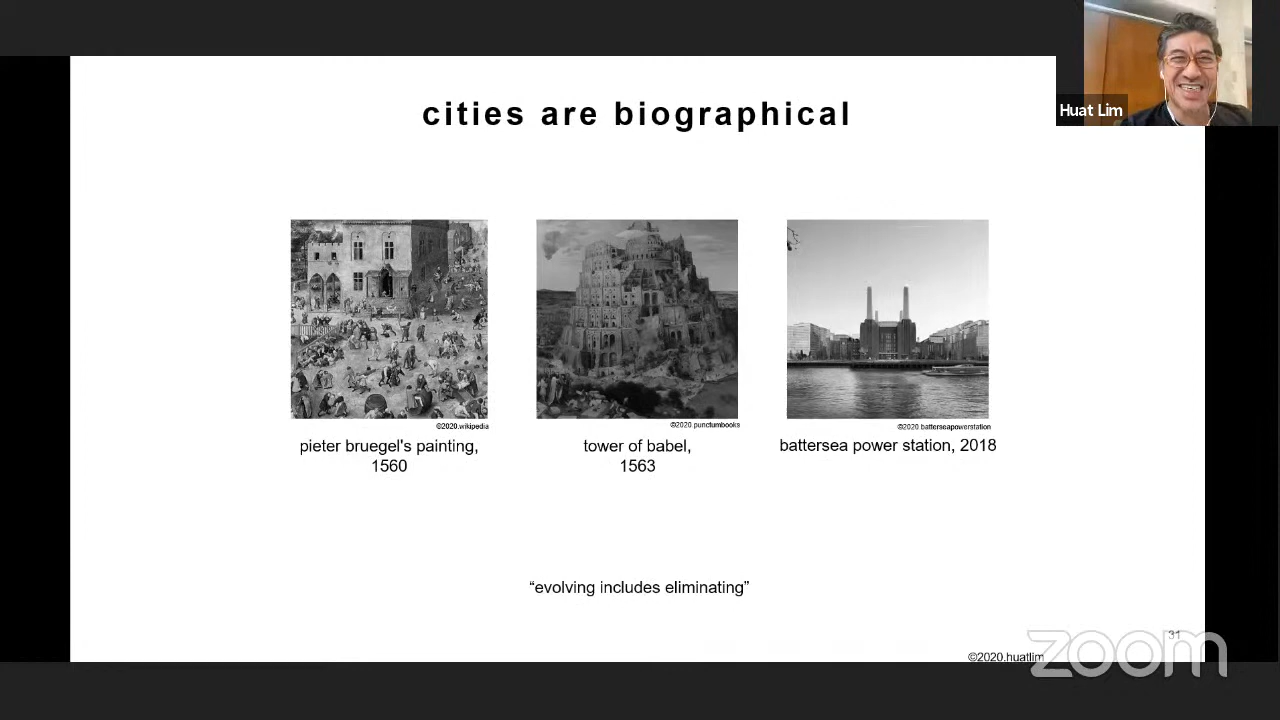 cities are biographical
Huat Lim
©2020.wikipedia
©2020.punctumbooks
©2020.batterseapowerstation
pieter bruegel's painting,
1560
tower of babel,
1563
battersea power station, 2018
“evolving includes eliminating”
31
©2020.huatlim
zoom